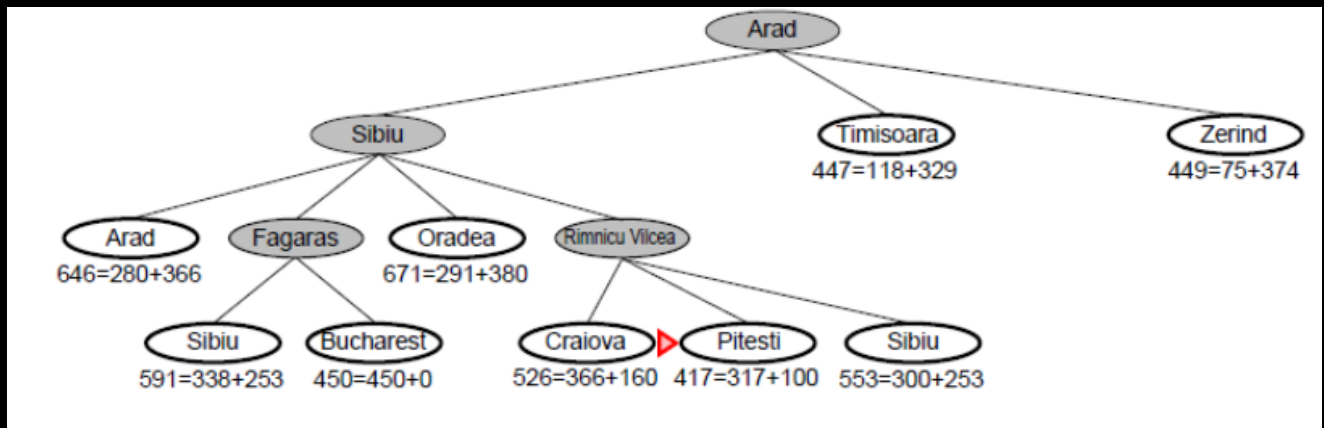 Arad
Sibiu
Timisoara
Zerind
447=118+329
449=75+374
Arad
Fagaras
Oradea
Rimnicu Vilcea
646=280+366
671=291+380
Sibiu
Bucharest
Craiova
Pitesti
Sibiu
591=338+253
450=450+0
526=366+160
417=317+100
553=300+253